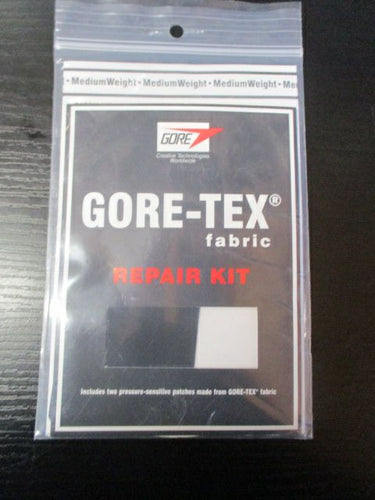 • MediumWeight • MediumWeight • MediumWeight • Me
GORE
Creative Technologies
Worldwide
GORE-TEX®
fabric
REPAIR KIT
Includes two pressure-sensitive patches made from GORE-TEX® fabric